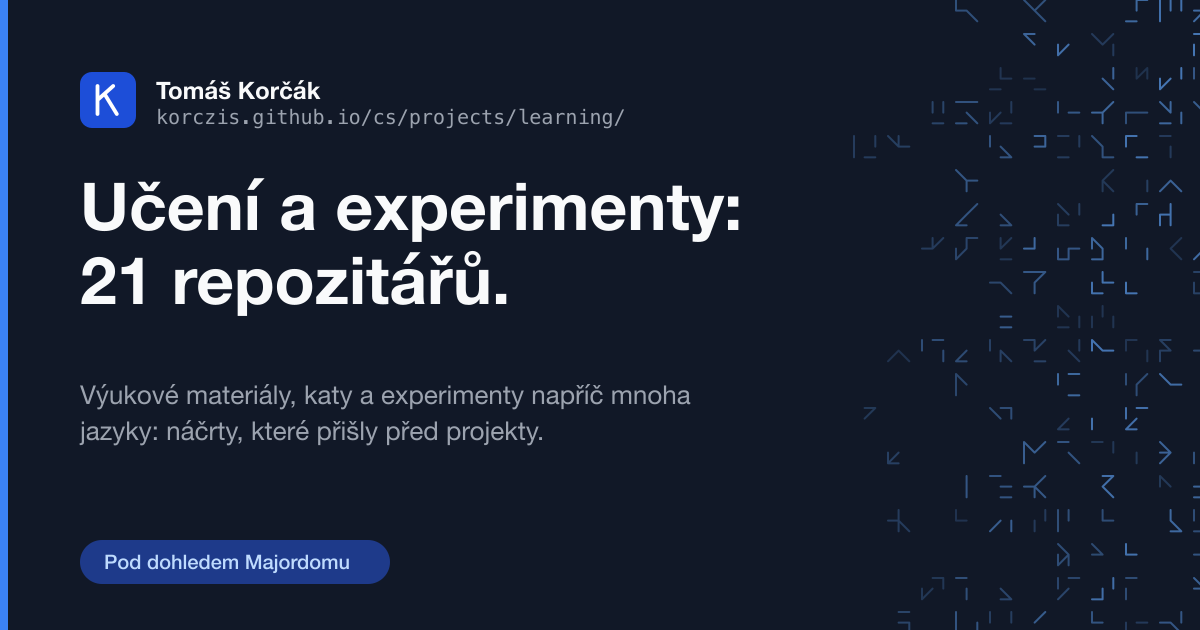 Tomáš Korčák
korczis.github.io/cs/projects/learning/
Učení a experimenty:
21 repozitářů.
Výukové materiály, katy a experimenty napříč mnoha
jazyky: náčrty, které přišly před projekty.
Pod dohledem Majordomu